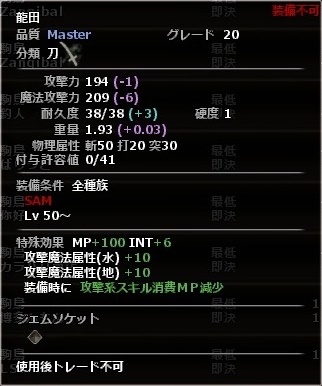 装備不可
龍田
品質 Master グレード 20
分類 刀
攻撃力 194 (-1)
魔法攻撃力 209 (-6)
耐久度 38/38 (+3) 硬度 1
重量 1.93 (+0.03)
物理属性 斬50 打20 突30
付与許容値 0/41
装備条件 全種族
SAM
Lv 50～
特殊効果 MP+100 INT+6
攻撃魔法属性(水) +10
攻撃魔法属性(地) +10
装備時に 攻撃系スキル消費ＭＰ減少
ジェムソケット
使用後トレード不可